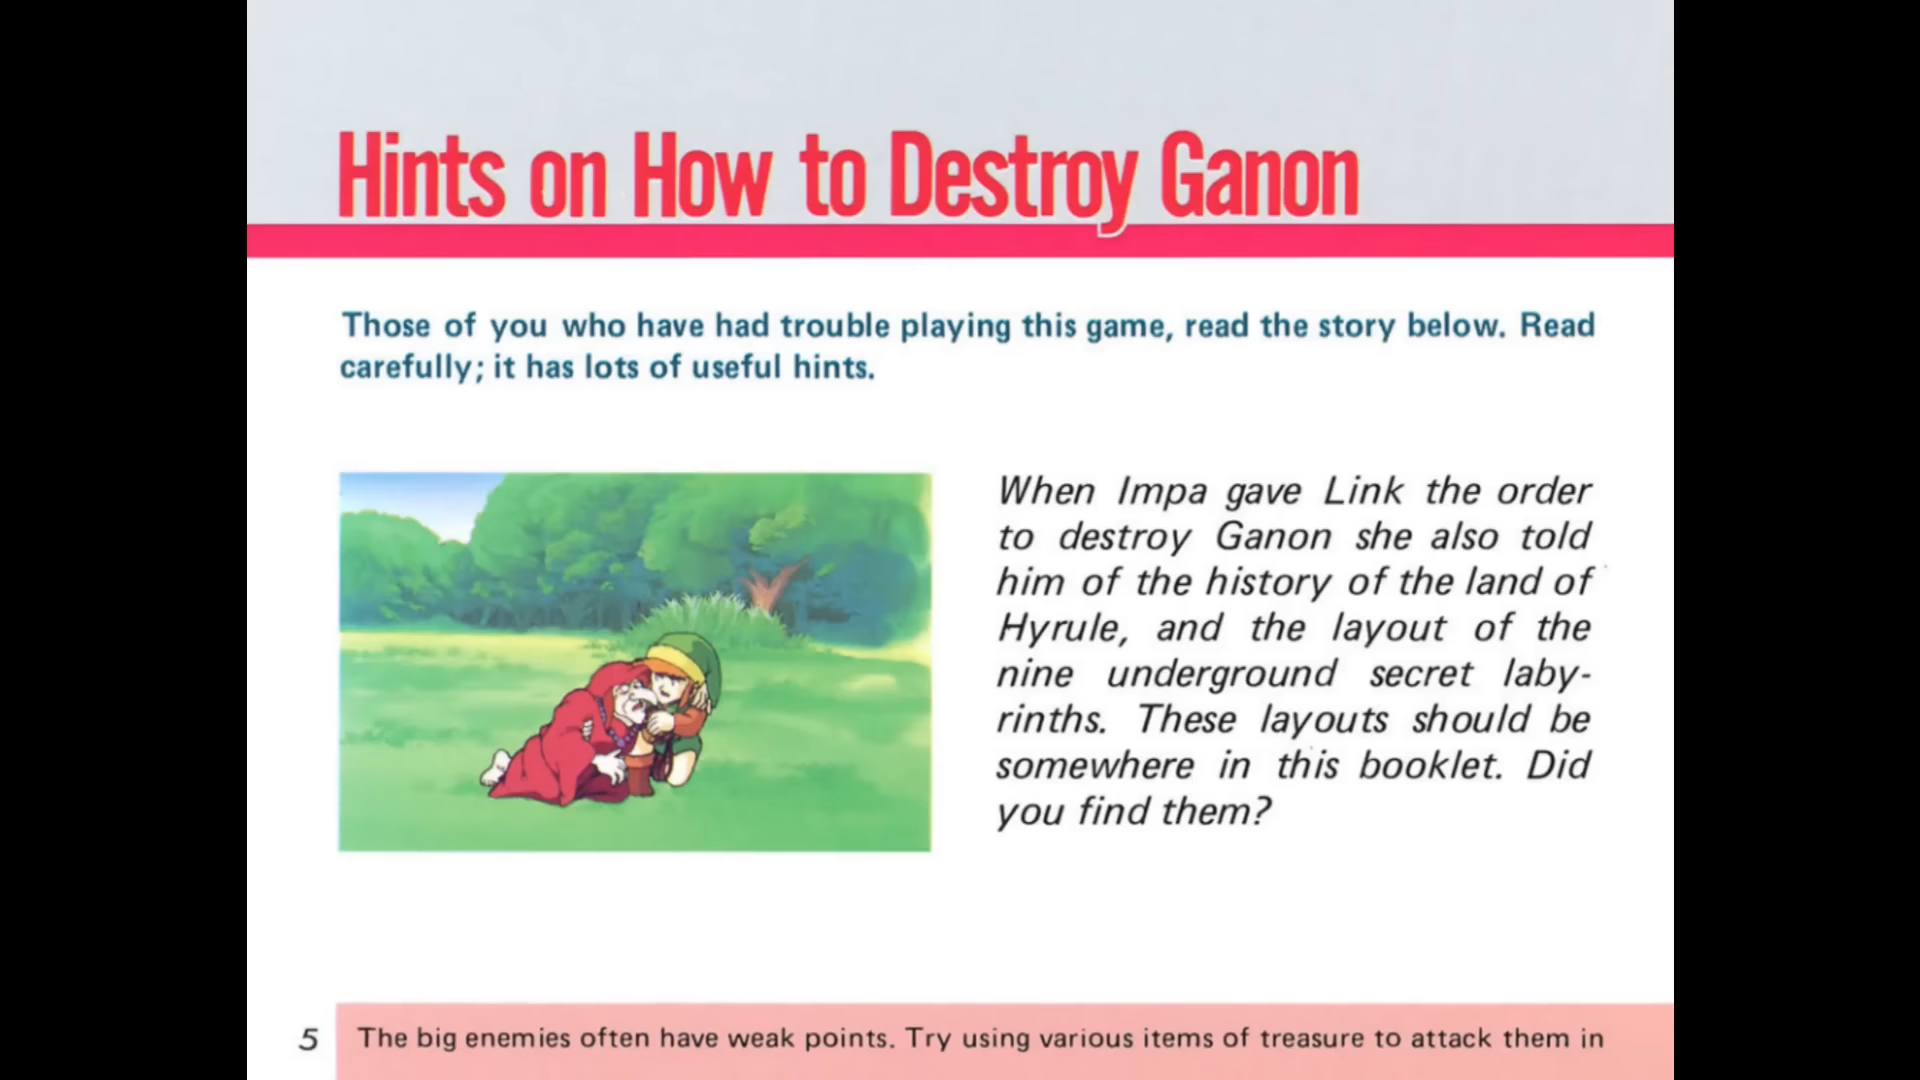 Hints on How to Destroy Ganon
Those of you who have had trouble playing this game, read the story below. Read
carefully; it has lots of useful hints.
When Impa gave Link the order
to destroy Ganon she also told
him of the history of the land of
Hyrule, and the layout of the
nine underground secret laby-
rinths. These layouts should be
somewhere in this booklet. Did
you find them?
5 The big enemies often have weak points. Try using various items of treasure to attack them in